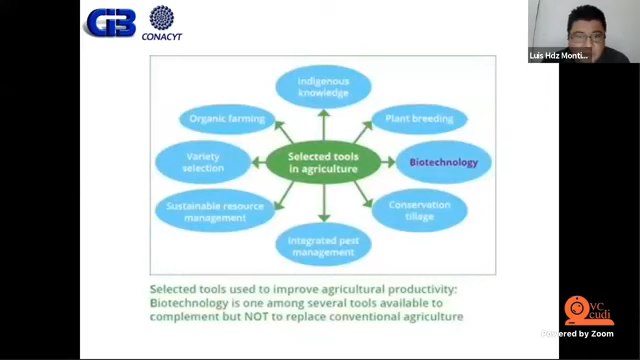 CIB
CONACYT
Luis Hdz Monti...
Indigenous
knowledge
Organic farming
Plant breeding
Variety
selection
Selected tools
in agriculture
Biotechnology
Sustainable resource
management
Conservation
tillage
Integrated pest
management
Selected tools used to improve agricultural productivity:
Biotechnology is one among several tools available to
complement but NOT to replace conventional agriculture
VC
cudi
Powered by Zoom